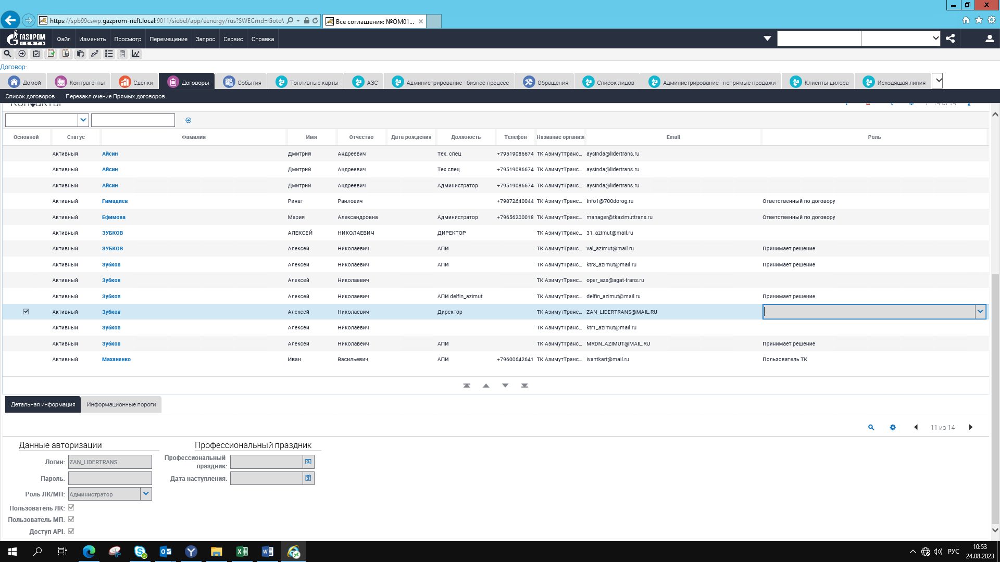 https://spb99cswp.gazprom-neft.local:9011/siebel/app/eenergy/rus?SWECmd=Goto\
Все соглашения: №ОМ01...
ГАЗПРОМ НЕФТЬ
Файл Изменить Просмотр Перемещение Запрос Сервис Справка
Договор:
Домой Контрагенты Сделки Договоры События Топливные карты АЗС Администрирование - бизнес-процесс Обращения Список лидов Администрирование - непрямые продажи Клиенты дилера Исходящая линия
Список договоров Перезаключение Прямых договоров
Контакты
Основной Статус Фамилия Имя Отчество Дата рождения Должность Телефон Название организа Email Роль
Активный Айсин Дмитрий Андреевич Тех. спец +79519086674 ТК АзимутТранс... aysinda@lidertrans.ru
Активный Айсин Дмитрий Андреевич Тех.спец +79519086674 ТК АзимутТранс... aysinda@lidertrans.ru
Активный Айсин Дмитрий Андреевич Администратор +79519086674 ТК АзимутТранс... aysinda@lidertrans.ru
Активный Гимадиев Ринат Раилович +79872640044 ТК АзимутТранс... Info1@700dorog.ru Ответственный по договору
Активный Ефимова Мария Александровна Администратор +79656200018 ТК АзимутТранс... manager@tkazimuttrans.ru Ответственный по договору
Активный ЗУБКОВ АЛЕКСЕЙ НИКОЛАЕВИЧ ДИРЕКТОР ТК АзимутТранс... 31_azimut@mail.ru
Активный ЗУБКОВ Алексей Николаевич АПИ ТК АзимутТранс... val_azimut@mail.ru Принимает решение
Активный Зубков Алексей Николаевич АПИ ТК АзимутТранс... ktr8_azimut@mail.ru Принимает решение
Активный Зубков Алексей Николаевич ТК АзимутТранс... oper_azs@agat-trans.ru
Активный Зубков Алексей Николаевич АПИ delfin_azimut ТК АзимутТранс... delfin_azimut@mail.ru Принимает решение
Активный Зубков Алексей Николаевич Директор ТК АзимутТранс... ZAN_LIDERTRANS@MAIL.RU
Активный Зубков Алексей Николаевич ТК АзимутТранс... ktr1_azimut@mail.ru
Активный Зубков Алексей Николавеич АПИ ТК АзимутТранс... MRDN_AZIMUT@MAIL.RU Принимает решение
Активный Маханенко Иван Васильевич АПИ +79600642641 ТК АзимутТранс... ivantkart@mail.ru Пользователь ТК
Детальная информация Информационные пороги
11 из 14
Данные авторизации Профессиональный праздник
Логин: ZAN_LIDERTRANS Профессиональный праздник:
Пароль: Дата наступления:
Роль ЛК/МП: Администратор
Пользователь ЛК:
Пользователь МП:
Доступ API:
РУС 10:53
24.08.2023